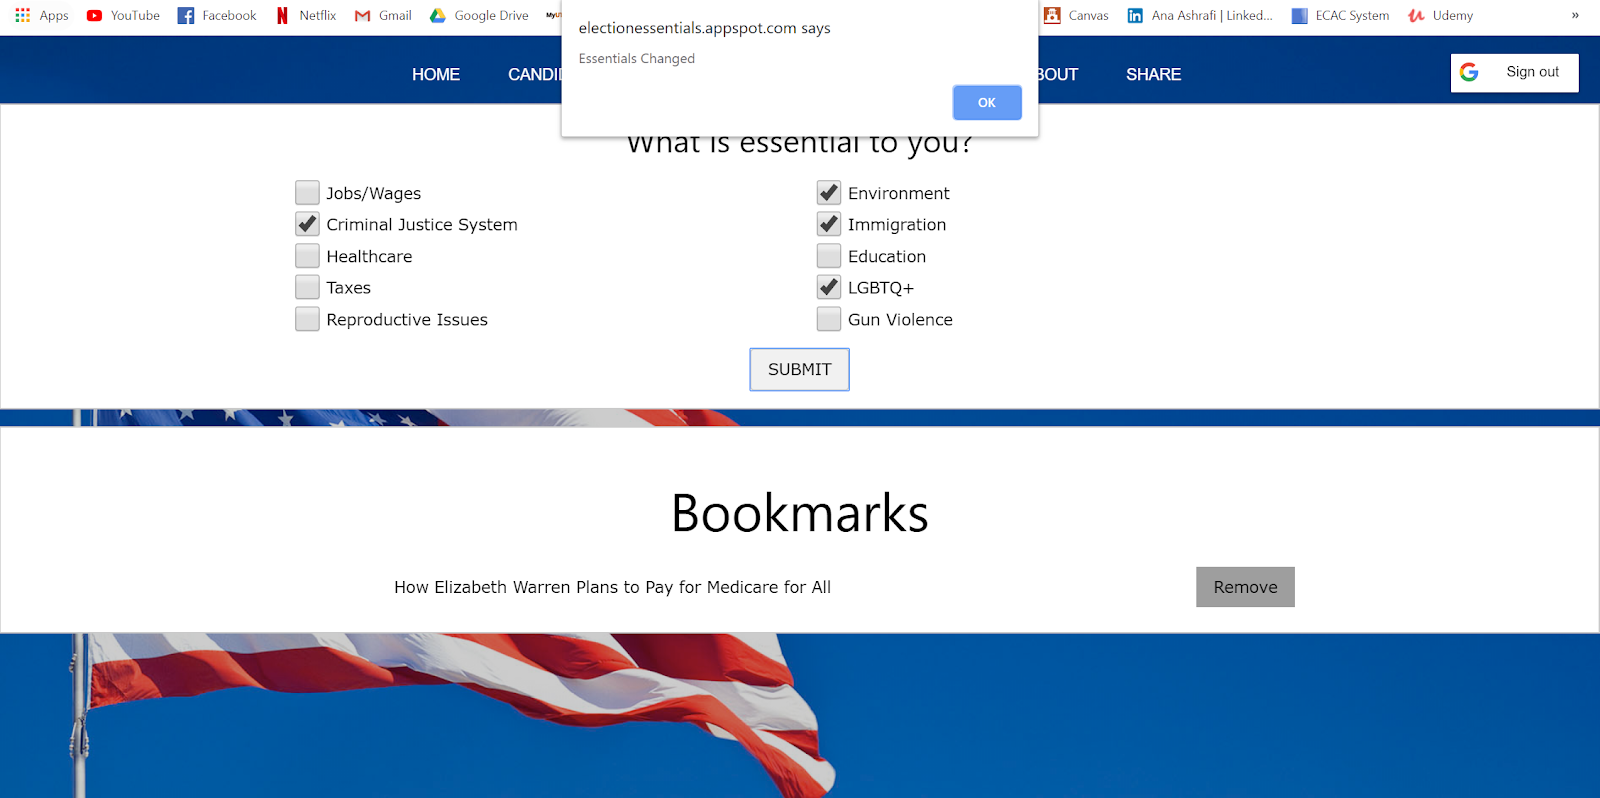 Apps YouTube Facebook Netflix Gmail Google Drive Canvas Ana Ashrafi | Linked... ECAC System Udemy »
electionessentials.appspot.com says
Essentials Changed
OK
HOME CANDI BOUT SHARE Sign out
What is essential to you?
Jobs/Wages Environment
Criminal Justice System Immigration
Healthcare Education
Taxes LGBTQ+
Reproductive Issues Gun Violence
SUBMIT
Bookmarks
How Elizabeth Warren Plans to Pay for Medicare for All Remove